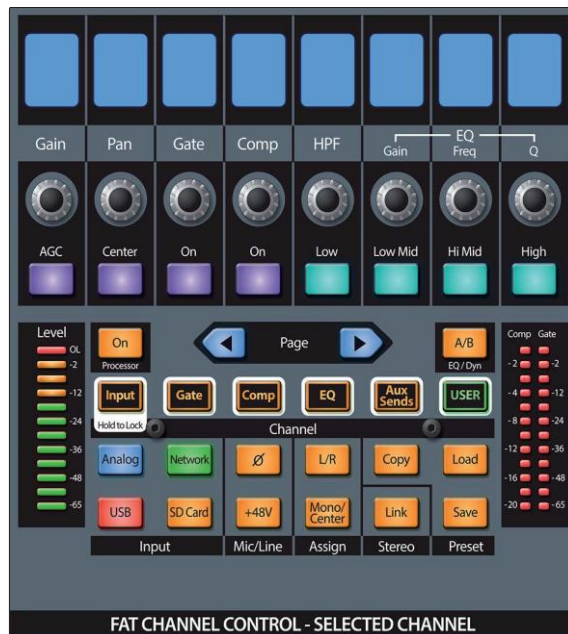 Gain Pan Gate Comp HPF EQ
Gain Freq Q
AGC Center On On Low Low Mid Hi Mid High
Level
OL
-2
-12
-24
-36
-48
-65
On
Processor
Page
A/B
EQ / Dyn
Comp Gate
-2 -2
-4 -12
-8 -24
-12 -36
-16 -48
-20 -65
Input
Hold to Lock
Gate
Comp
EQ
Aux
Sends
USER
Channel
Analog Network Ø L/R Copy Load
USB SD Card +48V Mono/
Center Link Save
Input Mic/Line Assign Stereo Preset
FAT CHANNEL CONTROL - SELECTED CHANNEL